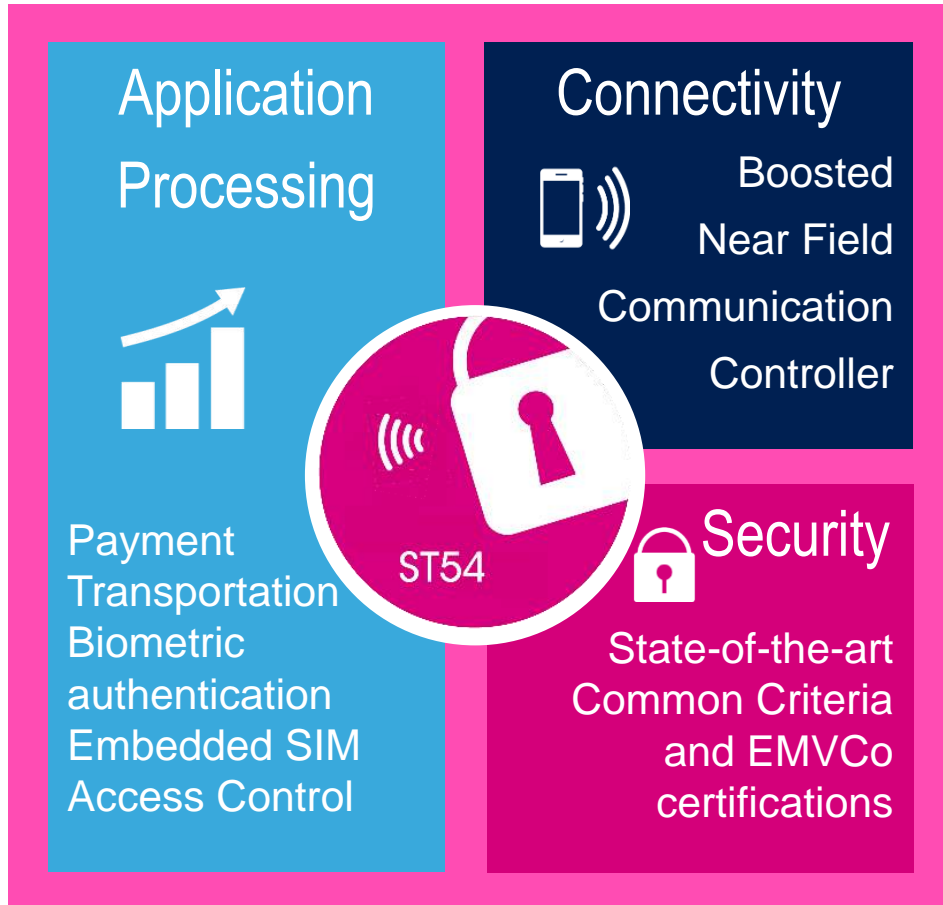 Application
Processing
Payment
Transportation
Biometric
authentication
Embedded SIM
Access Control
Connectivity
Boosted
Near Field
Communication
Controller
ST54
Security
State-of-the-art
Common Criteria
and EMVCo
certifications